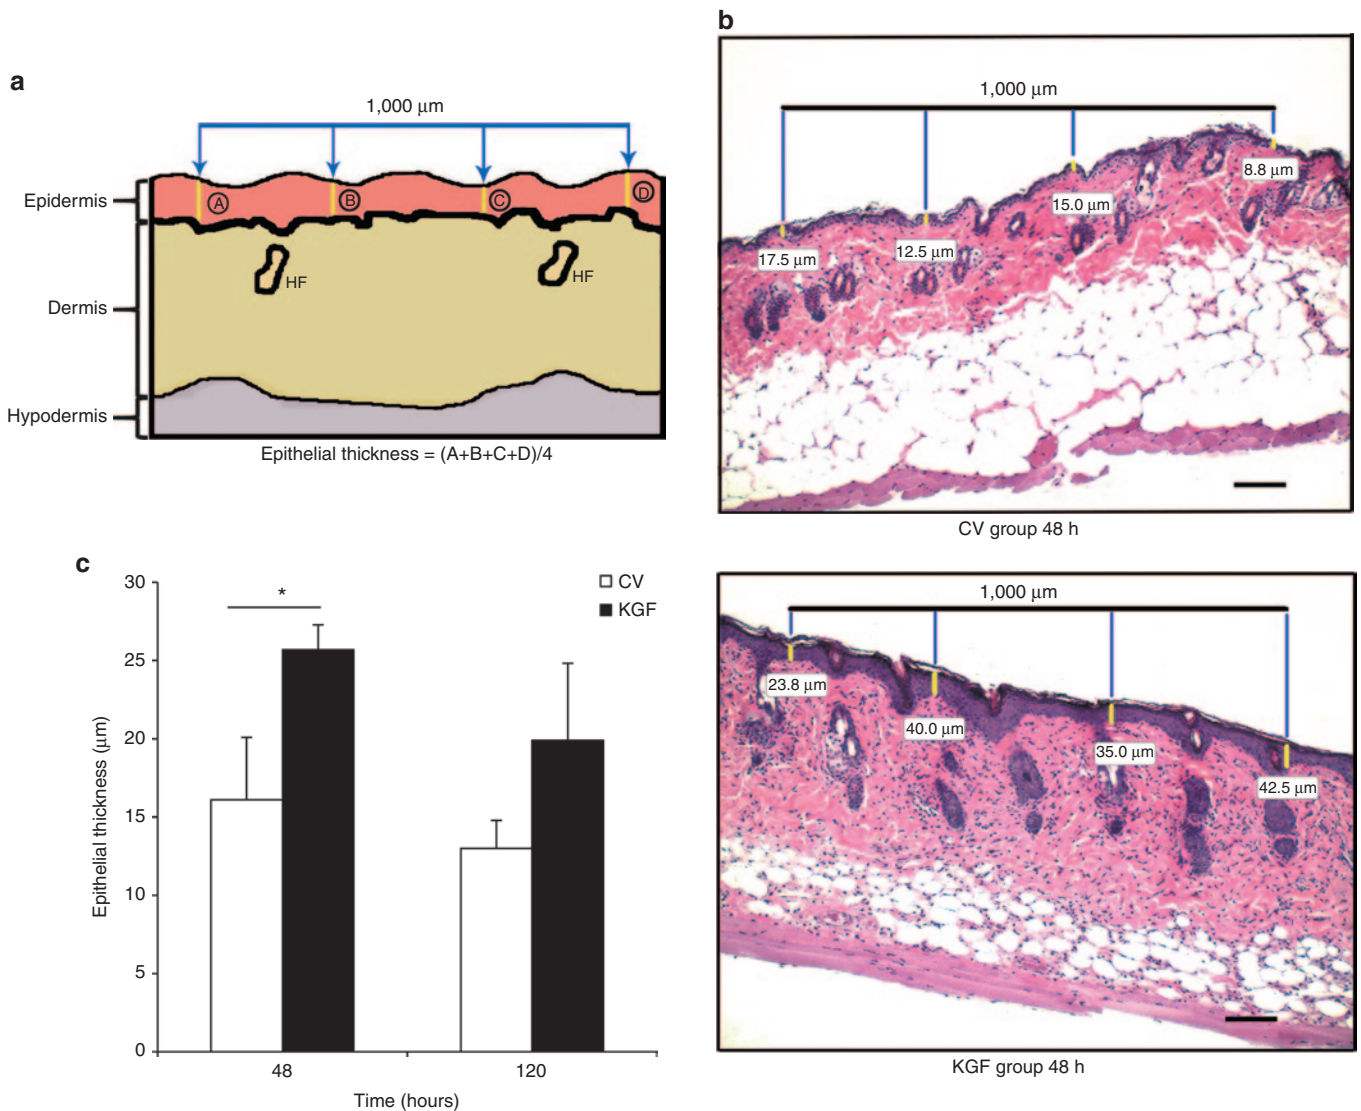 a
1,000 μm
Epidermis
A
B
C
D
HF
HF
Dermis
Hypodermis
Epithelial thickness = (A+B+C+D)/4
b
1,000 μm
17.5 μm
12.5 μm
15.0 μm
8.8 μm
CV group 48 h
1,000 μm
23.8 μm
40.0 μm
35.0 μm
42.5 μm
KGF group 48 h
c
Epithelial thickness (μm)
30
25
20
15
10
5
0
*
CV
KGF
48
120
Time (hours)